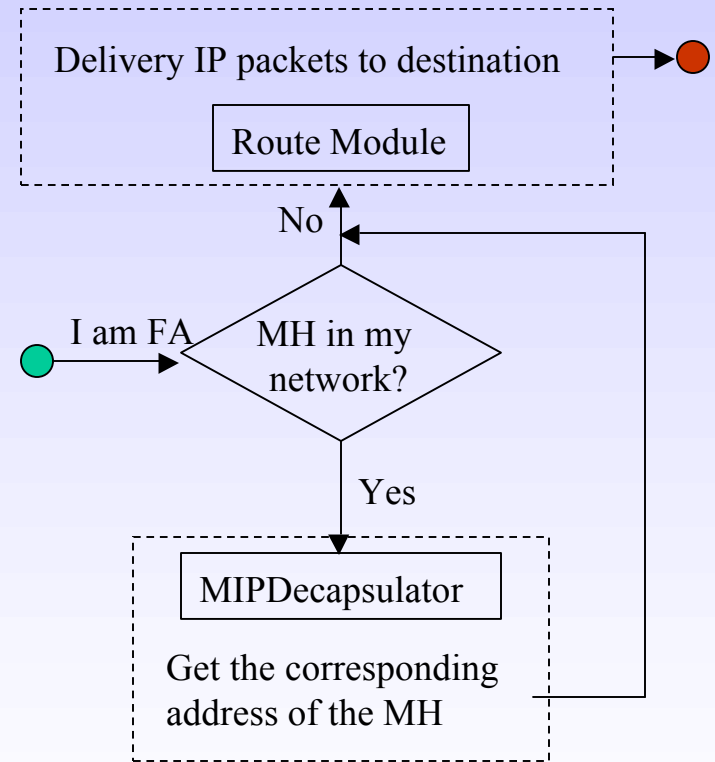 Delivery IP packets to destination
Route Module
No
I am FA
MH in my
network?
Yes
MIPDecapsulator
Get the corresponding
address of the MH